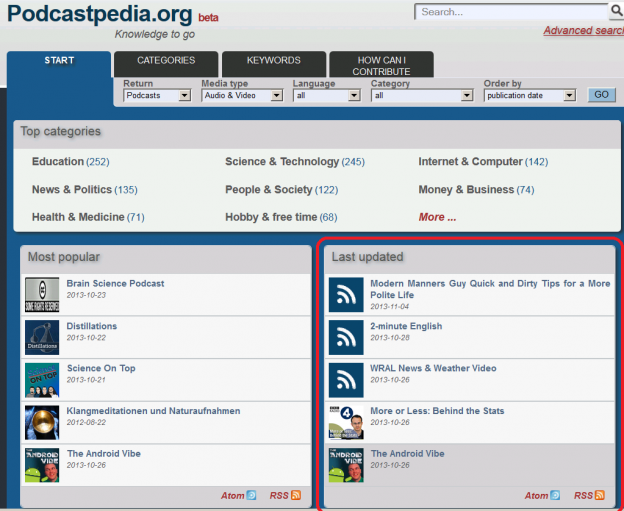 Podcastpedia.org beta
Knowledge to go
Search...
Advanced searc
START
CATEGORIES
KEYWORDS
HOW CAN I
CONTRIBUTE
Return
Media type
Language
Category
Order by
Podcasts
Audio & Video
all
all
publication date
GO
Top categories
Education (252)
Science & Technology (245)
Internet & Computer (142)
News & Politics (135)
People & Society (122)
Money & Business (74)
Health & Medicine (71)
Hobby & free time (68)
More ...
Most popular
Brain Science Podcast
2013-10-23
Distillations
Distillations
2013-10-22
Science On Top
2013-10-21
Klangmeditationen und Naturaufnahmen
2012-08-22
ANDROID
VIBE
The Android Vibe
2013-10-26
Atom
RSS
Last updated
Modern Manners Guy Quick and Dirty Tips for a More
Polite Life
2013-11-04
2-minute English
2013-10-28
WRAL News & Weather Video
2013-10-26
4
More or Less: Behind the Stats
2013-10-26
ANDROID
VIBE
The Android Vibe
2013-10-26
Atom
RSS